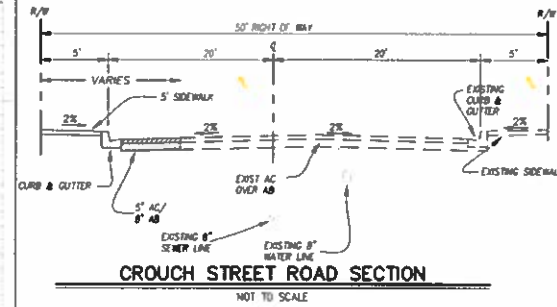 R/W
R/W
50' RIGHT OF WAY
5'
20'
℄
20'
5'
VARIES
5' SIDEWALK
EXISTING
CURB &
GUTTER
2%
2%
2%
2%
CURB & GUTTER
5" AC/
8" AB
EXIST AC
OVER AB
EXISTING SIDEWALK
EXISTING 8"
SEWER LINE
EXISTING 8"
WATER LINE
CROUCH STREET ROAD SECTION
NOT TO SCALE